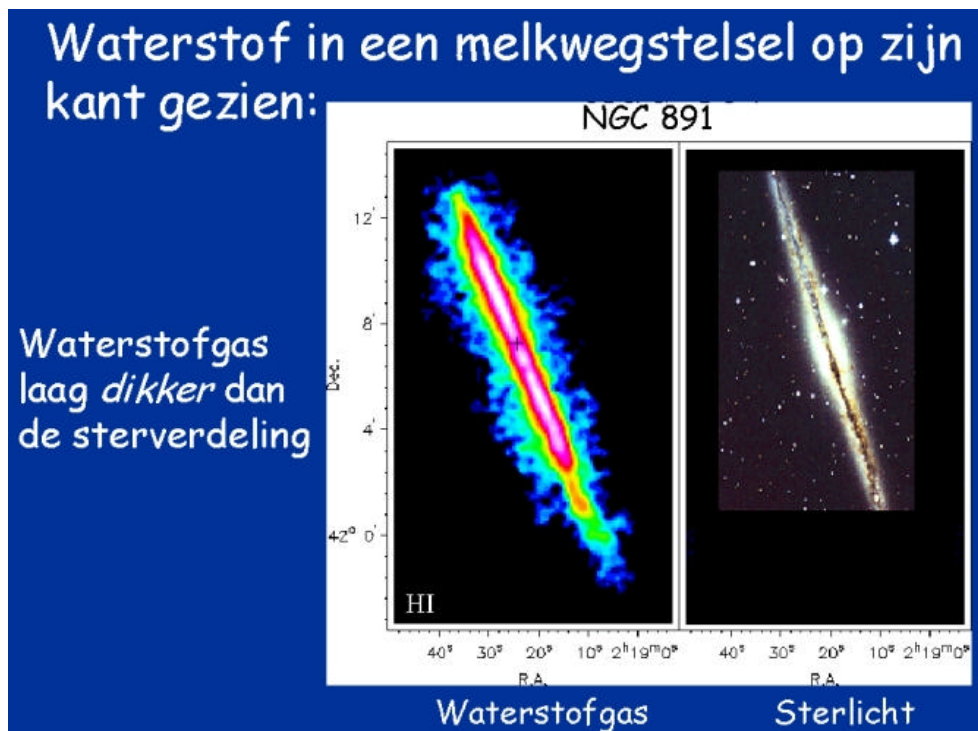 Waterstof in een melkwegstelsel op zijn
kant gezien:
NGC 891
Waterstofgas
laag dikker dan
de sterverdeling
Dec.
12'
8'
4'
42° 0'
HI
40s 30s 20s 10s 2h19m0s
R.A.
40s 30s 20s 10s 2h19m0s
R.A.
Waterstofgas
Sterlicht